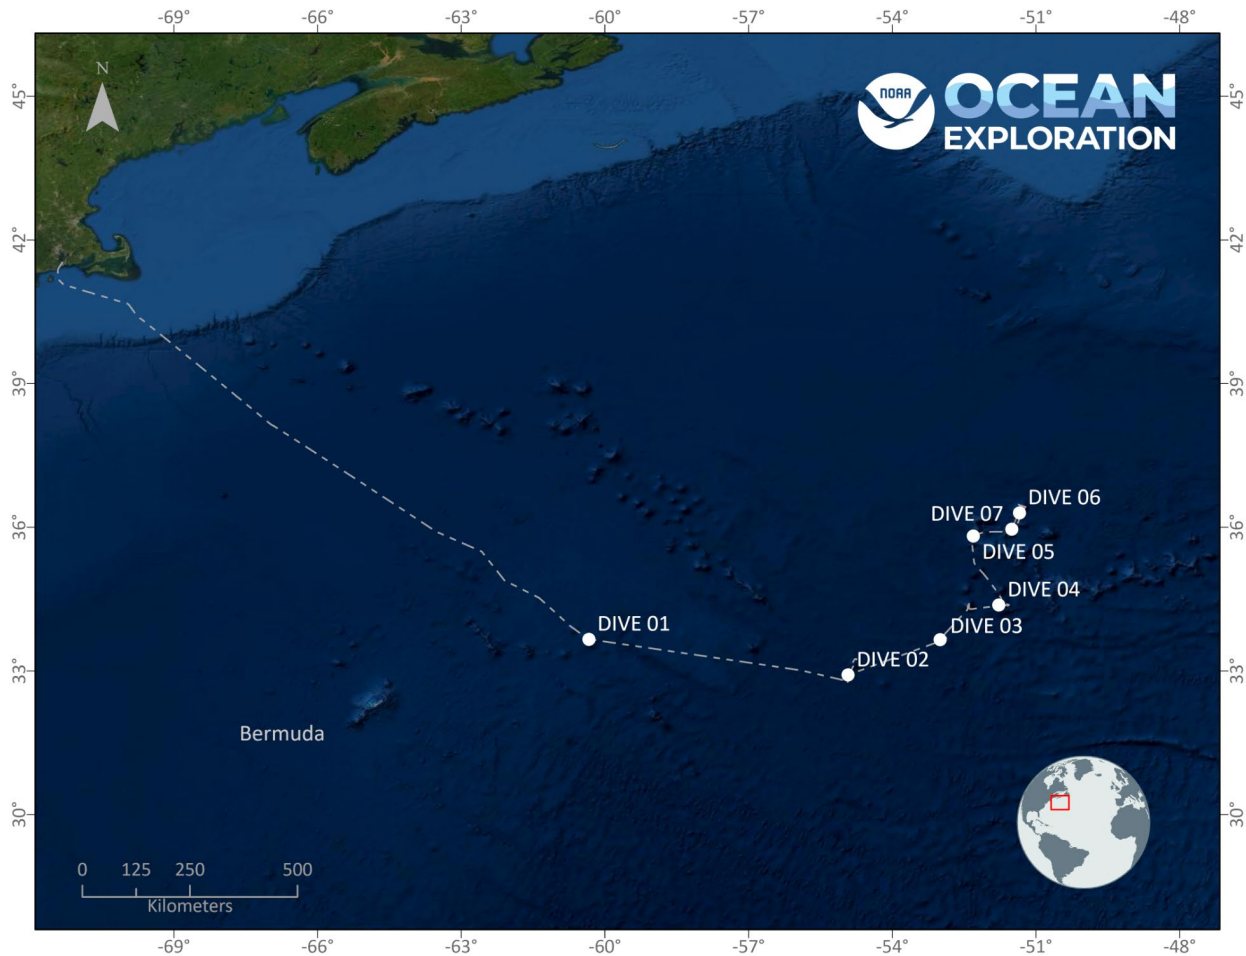 -69° -66° -63° -60° -57° -54° -51° -48°
N
NOAA
OCEAN
EXPLORATION
45° 45°
42° 42°
39° 39°
36° 36°
33° 33°
30° 30°
DIVE 06
DIVE 07
DIVE 05
DIVE 04
DIVE 01
DIVE 03
DIVE 02
Bermuda
0 125 250 500
Kilometers
-69° -66° -63° -60° -57° -54° -51° -48°